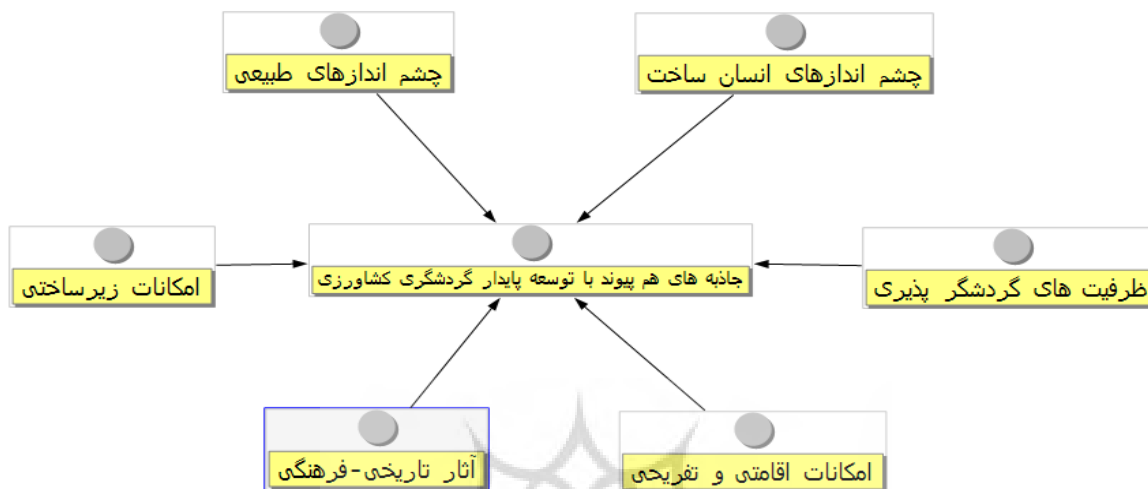 چشم اندازهای انسان ساخت
چشم اندازهای طبیعی
ظرفیت های گردشگر پذیری
جاذبه های هم پیوند با توسعه پایدار گردشگری کشاورزی
امکانات زیرساختی
امکانات اقامتی و تفریحی
آثار تاریخی-فرهنگی